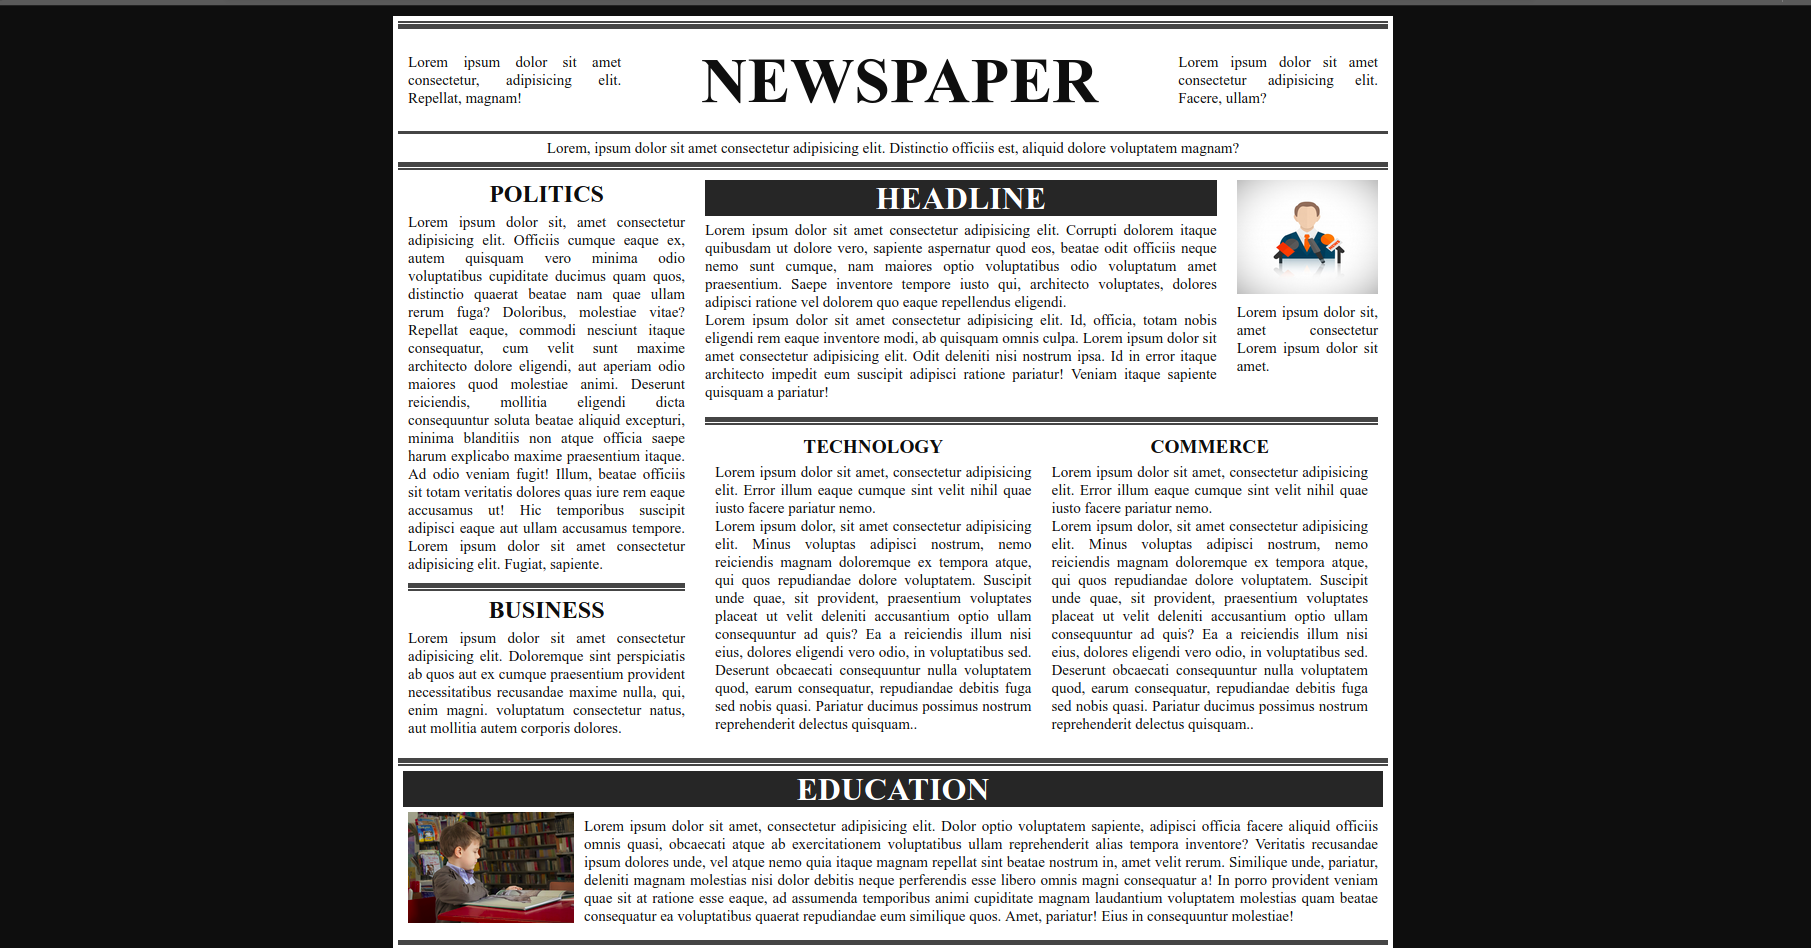 Lorem ipsum dolor sit amet
consectetur, adipisicing elit.
Repellat, magnam!
NEWSPAPER
Lorem ipsum dolor sit amet
consectetur adipisicing elit.
Facere, ullam?
Lorem, ipsum dolor sit amet consectetur adipisicing elit. Distinctio officiis est, aliquid dolore voluptatem magnam?
POLITICS
Lorem ipsum dolor sit, amet consectetur
adipisicing elit. Officiis cumque eaque ex,
autem quisquam vero minima odio
voluptatibus cupiditate ducimus quam quos,
distinctio quaerat beatae nam quae ullam
rerum fuga? Doloribus, molestiae vitae?
Repellat eaque, commodi nesciunt itaque
consequatur, cum velit sunt maxime
architecto dolore eligendi, aut aperiam odio
maiores quod molestiae animi. Deserunt
reiciendis, mollitia eligendi dicta
consequuntur soluta beatae aliquid excepturi,
minima blanditiis non atque officia saepe
harum explicabo maxime praesentium itaque.
Ad odio veniam fugit! Illum, beatae officiis
sit totam veritatis dolores quas iure rem eaque
accusamus ut! Hic temporibus suscipit
adipisci eaque aut ullam accusamus tempore.
Lorem ipsum dolor sit amet consectetur
adipisicing elit. Fugiat, sapiente.
BUSINESS
Lorem ipsum dolor sit amet consectetur
adipisicing elit. Doloremque sint perspiciatis
ab quos aut ex cumque praesentium provident
necessitatibus recusandae maxime nulla, qui,
enim magni. voluptatum consectetur natus,
aut mollitia autem corporis dolores.
HEADLINE
Lorem ipsum dolor sit amet consectetur adipisicing elit. Corrupti dolorem itaque
quibusdam ut dolore vero, sapiente aspernatur quod eos, beatae odit officiis neque
nemo sunt cumque, nam maiores optio voluptatibus odio voluptatum amet
praesentium. Saepe inventore tempore iusto qui, architecto voluptates, dolores
adipisci ratione vel dolorem quo eaque repellendus eligendi.
Lorem ipsum dolor sit amet consectetur adipisicing elit. Id, officia, totam nobis
eligendi rem eaque inventore modi, ab quisquam omnis culpa. Lorem ipsum dolor sit
amet consectetur adipisicing elit. Odit deleniti nisi nostrum ipsa. Id in error itaque
architecto impedit eum suscipit adipisci ratione pariatur! Veniam itaque sapiente
quisquam a pariatur!
Lorem ipsum dolor sit,
amet consectetur
Lorem ipsum dolor sit
amet.
TECHNOLOGY
Lorem ipsum dolor sit amet, consectetur adipisicing
elit. Error illum eaque cumque sint velit nihil quae
iusto facere pariatur nemo.
Lorem ipsum dolor, sit amet consectetur adipisicing
elit. Minus voluptas adipisci nostrum, nemo
reiciendis magnam doloremque ex tempora atque,
qui quos repudiandae dolore voluptatem. Suscipit
unde quae, sit provident, praesentium voluptates
placeat ut velit deleniti accusantium optio ullam
consequuntur ad quis? Ea a reiciendis illum nisi
eius, dolores eligendi vero odio, in voluptatibus sed.
Deserunt obcaecati consequuntur nulla voluptatem
quod, earum consequatur, repudiandae debitis fuga
sed nobis quasi. Pariatur ducimus possimus nostrum
reprehenderit delectus quisquam..
COMMERCE
Lorem ipsum dolor sit amet, consectetur adipisicing
elit. Error illum eaque cumque sint velit nihil quae
iusto facere pariatur nemo.
Lorem ipsum dolor, sit amet consectetur adipisicing
elit. Minus voluptas adipisci nostrum, nemo
reiciendis magnam doloremque ex tempora atque,
qui quos repudiandae dolore voluptatem. Suscipit
unde quae, sit provident, praesentium voluptates
placeat ut velit deleniti accusantium optio ullam
consequuntur ad quis? Ea a reiciendis illum nisi
eius, dolores eligendi vero odio, in voluptatibus sed.
Deserunt obcaecati consequuntur nulla voluptatem
quod, earum consequatur, repudiandae debitis fuga
sed nobis quasi. Pariatur ducimus possimus nostrum
reprehenderit delectus quisquam..
EDUCATION
Lorem ipsum dolor sit amet, consectetur adipisicing elit. Dolor optio voluptatem sapiente, adipisci officia facere aliquid officiis
omnis quasi, obcaecati atque ab exercitationem voluptatibus ullam reprehenderit alias tempora inventore? Veritatis recusandae
ipsum dolores unde, vel atque nemo quia itaque magnam repellat sint beatae nostrum in, amet velit rerum. Similique unde, pariatur,
deleniti magnam molestias nisi dolor debitis neque perferendis esse libero omnis magni consequatur a! In porro provident veniam
quae sit at ratione esse eaque, ad assumenda temporibus animi cupiditate magnam laudantium voluptatem molestias quam beatae
consequatur ea voluptatibus quaerat repudiandae eum similique quos. Amet, pariatur! Eius in consequuntur molestiae!